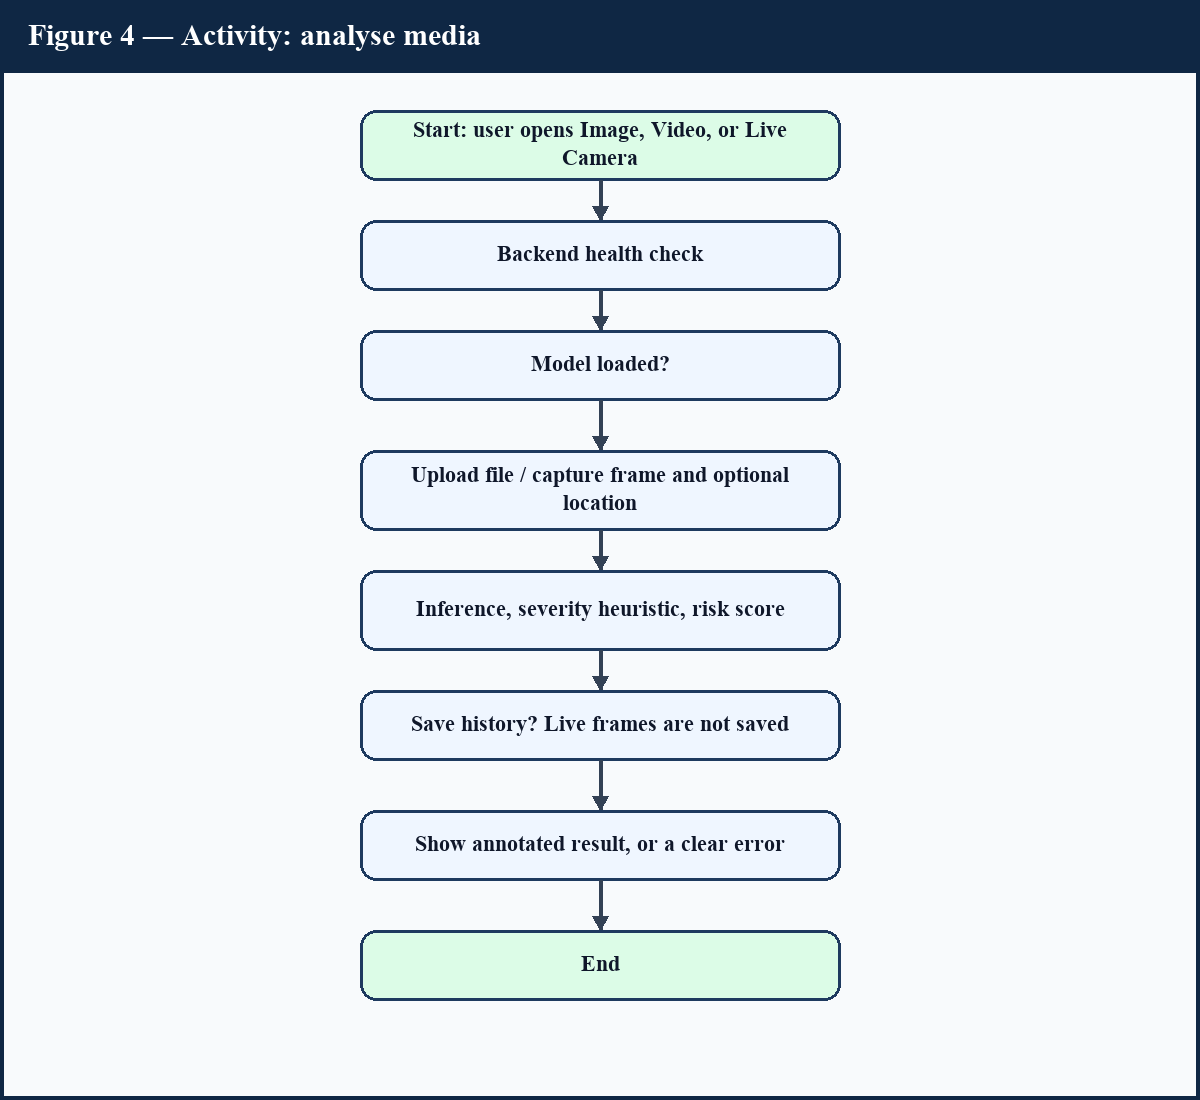 Figure 4 — Activity: analyse media
Start: user opens Image, Video, or Live
Camera
Backend health check
Model loaded?
Upload file / capture frame and optional
location
Inference, severity heuristic, risk score
Save history? Live frames are not saved
Show annotated result, or a clear error
End